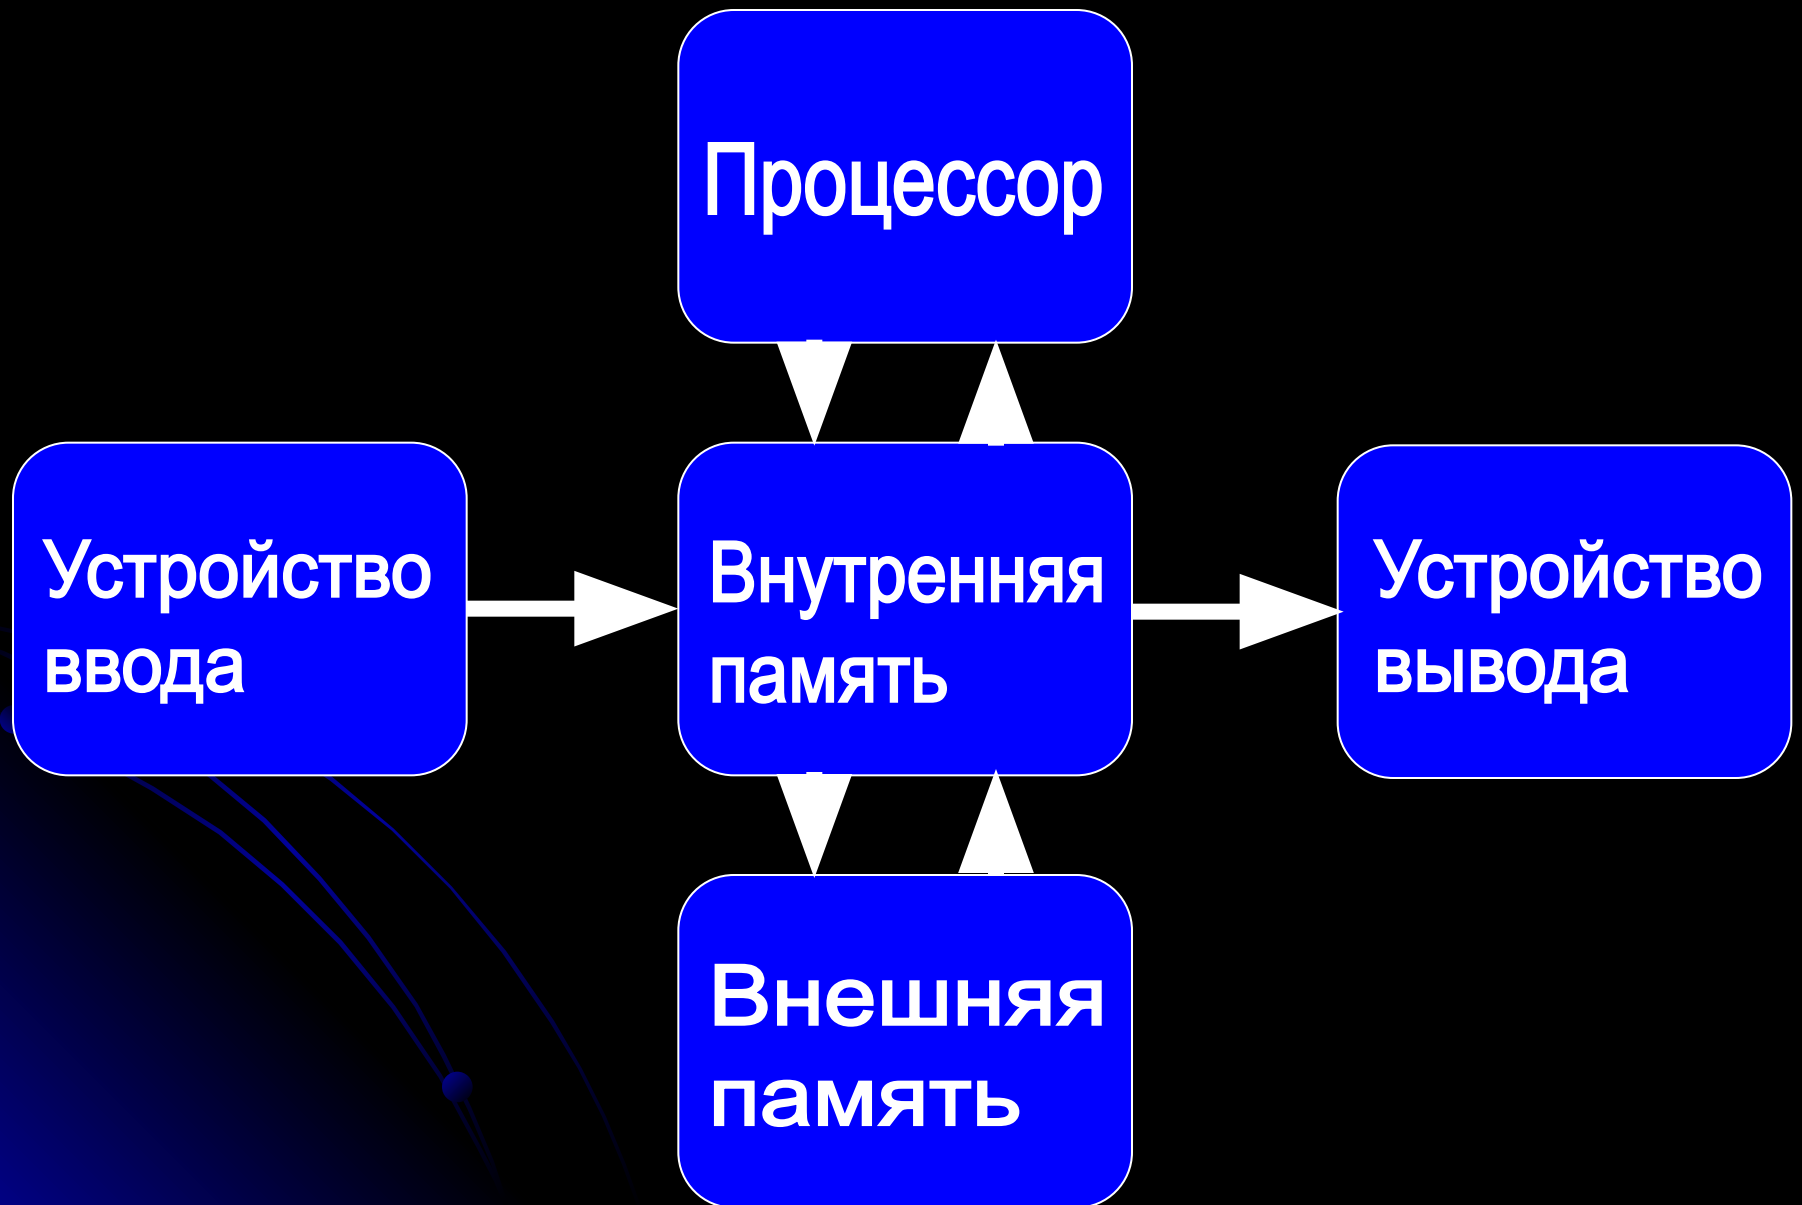 Процессор
Устройство
ввода
Внутренняя
память
Устройство
вывода
Внешняя
память